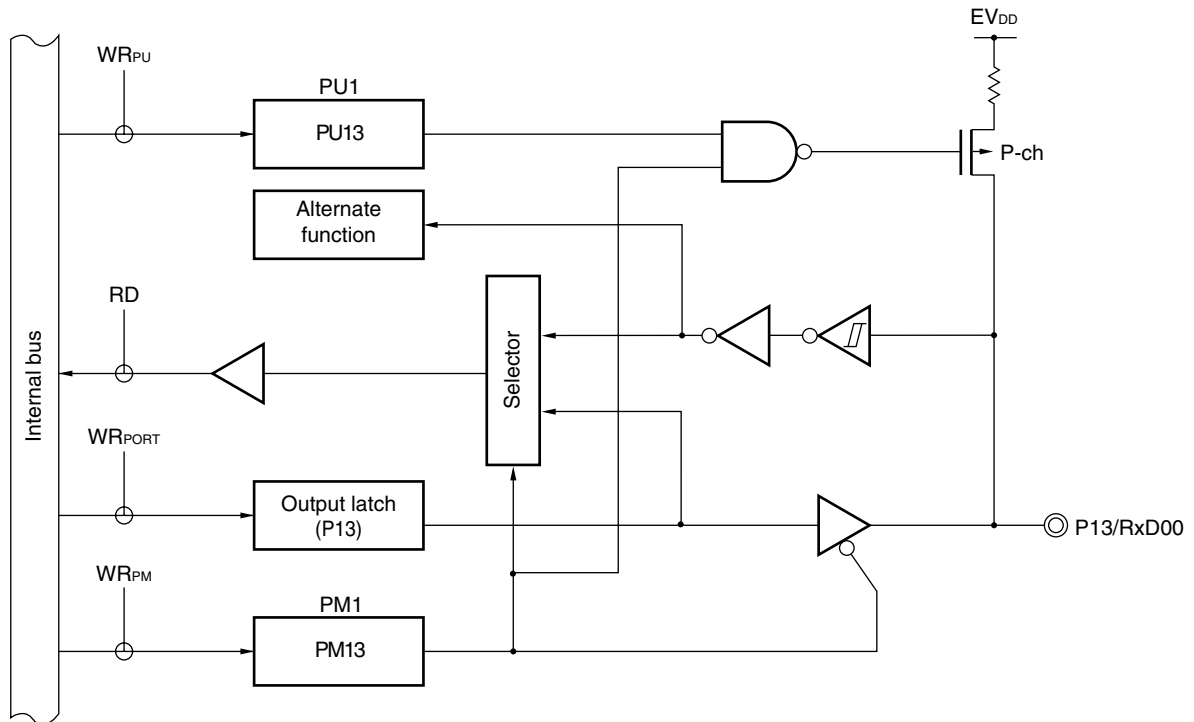 EVDD
WRPU
PU1
PU13
P-ch
Alternate
function
RD
Selector
Internal bus
WRPORT
Output latch
(P13)
P13/RxD00
WRPM
PM1
PM13